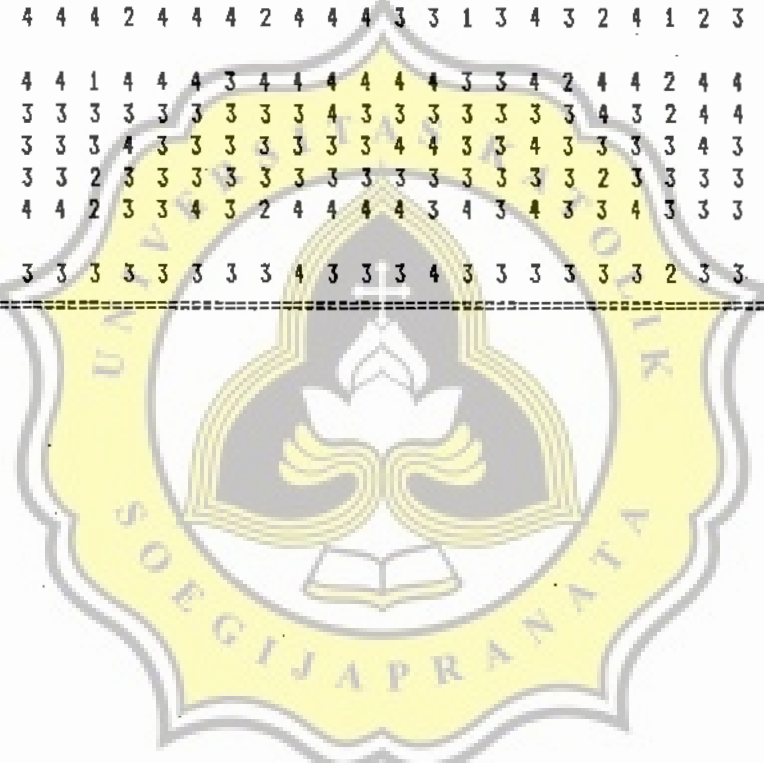 4 4 4 2 4 4 4 2 4 4 4 3 3 1 3 4 3 2 4 1 2 3
4 4 1 4 4 4 3 4 4 4 4 4 4 3 3 4 2 4 4 2 4 4
3 3 3 3 3 3 3 3 3 4 3 3 3 3 3 3 3 4 3 2 4 4
3 3 3 4 3 3 3 3 3 3 3 4 4 3 3 4 3 3 3 3 4 3
3 3 2 3 3 3 3 3 3 3 3 3 3 3 3 3 3 2 3 3 3 3
4 4 2 3 3 4 3 2 4 4 4 4 3 4 3 4 3 3 4 3 3 3
3 3 3 3 3 3 3 3 4 3 3 3 4 3 3 3 3 3 3 2 3 3
UNIVERSITAS KATOLIK
SOEGIJAPRANATA